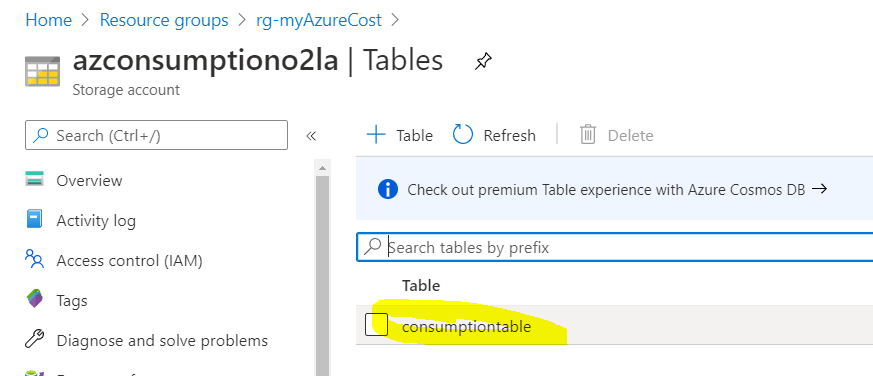 Home > Resource groups > rg-myAzureCost >
azconsumptiono2la | Tables
Storage account
Search (Ctrl+/)
«
Overview
Activity log
Access control (IAM)
Tags
Diagnose and solve problems
+ Table Refresh Delete
Check out premium Table experience with Azure Cosmos DB →
Search tables by prefix
Table
consumptiontable